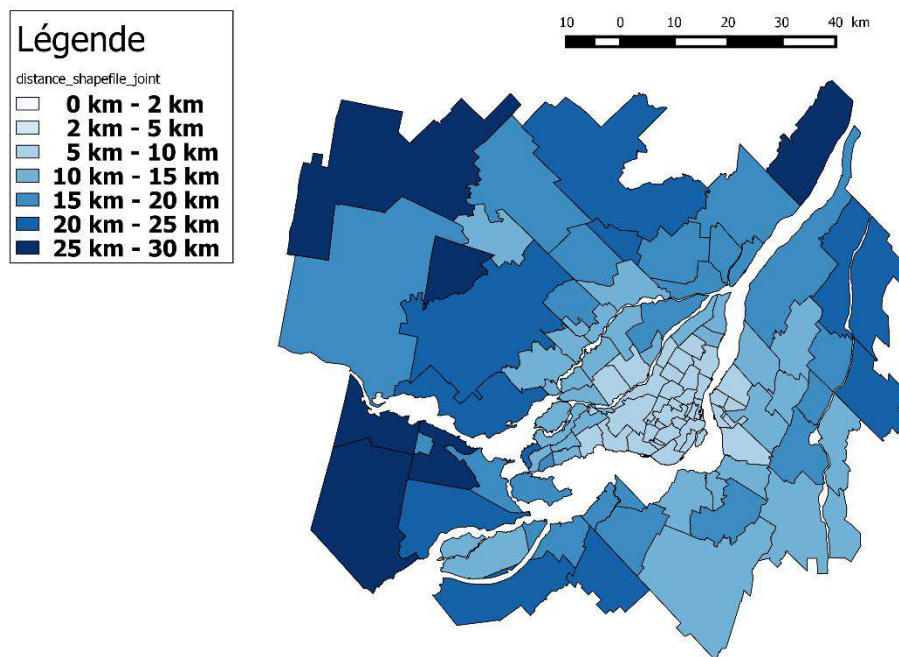 10 0 10 20 30 40 km
Légende
distance_shapefile_joint
0 km - 2 km
2 km - 5 km
5 km - 10 km
10 km - 15 km
15 km - 20 km
20 km - 25 km
25 km - 30 km